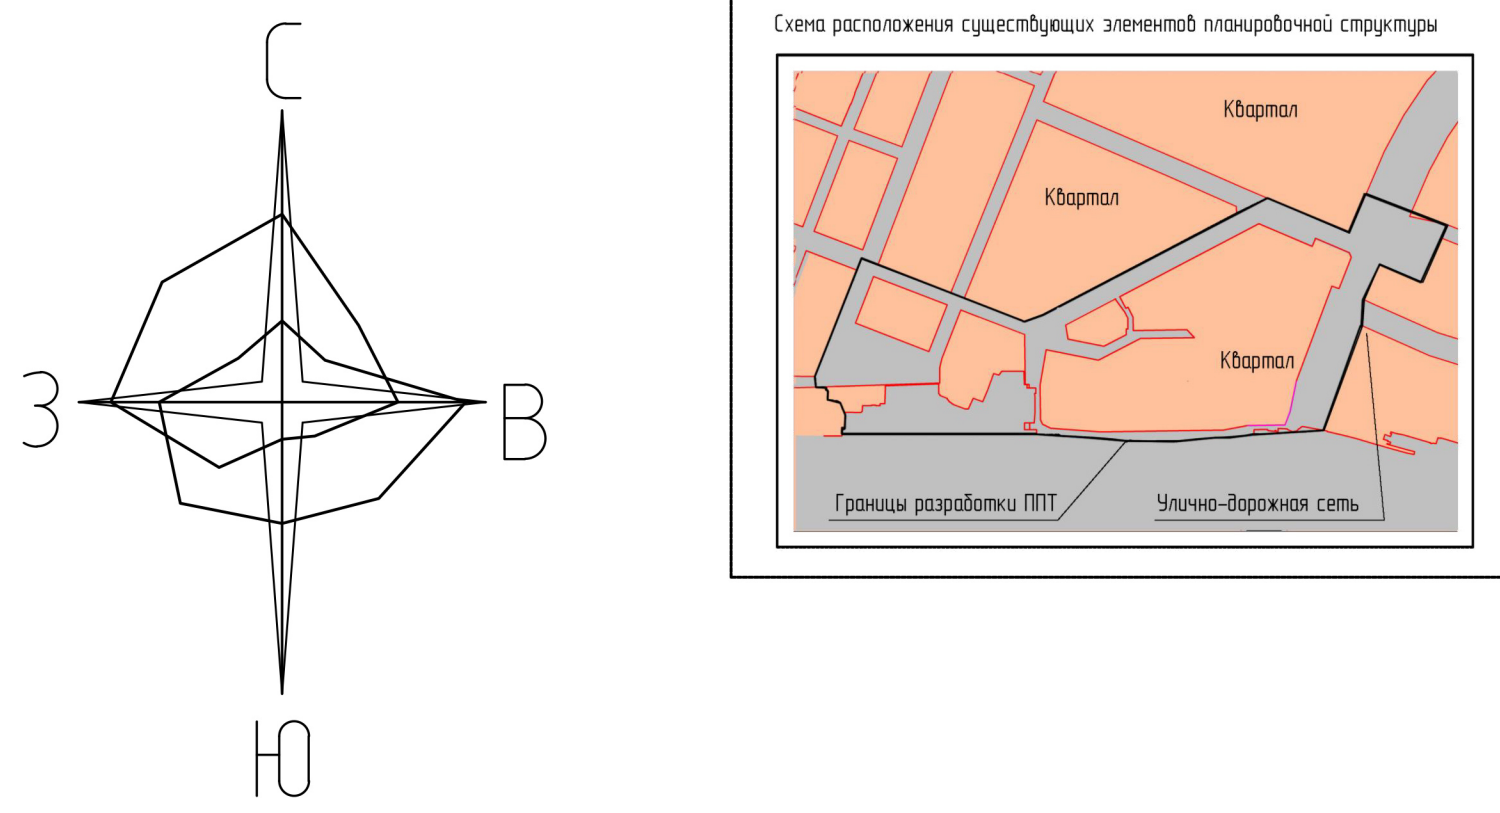 С
З
В
Ю
Схема расположения существующих элементов планировочной структуры
Квартал
Квартал
Квартал
Границы разработки ППТ
Улично-дорожная сеть